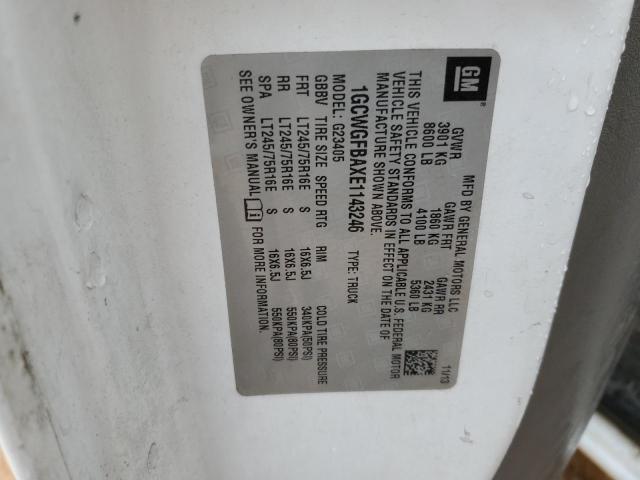 GM
MFD BY GENERAL MOTORS LLC 11/13
GVWR GAWR FRT GAWR RR
3901 KG 1860 KG 2431 KG
8600 LB 4100 LB 5360 LB
THIS VEHICLE CONFORMS TO ALL APPLICABLE U.S. FEDERAL MOTOR
VEHICLE SAFETY STANDARDS IN EFFECT ON THE DATE OF
MANUFACTURE SHOWN ABOVE.
1GCWGFBAXE1143246 TYPE: TRUCK
MODEL: G23405
GBBV TIRE SIZE SPEED RTG RIM COLD TIRE PRESSURE
FRT LT245/75R16E S 16X6.5J 340KPA(50PSI)
RR LT245/75R16E S 16X6.5J 550KPA(80PSI)
SPA LT245/75R16E S 16X6.5J 550KPA(80PSI)
SEE OWNER'S MANUAL i FOR MORE INFORMATION.